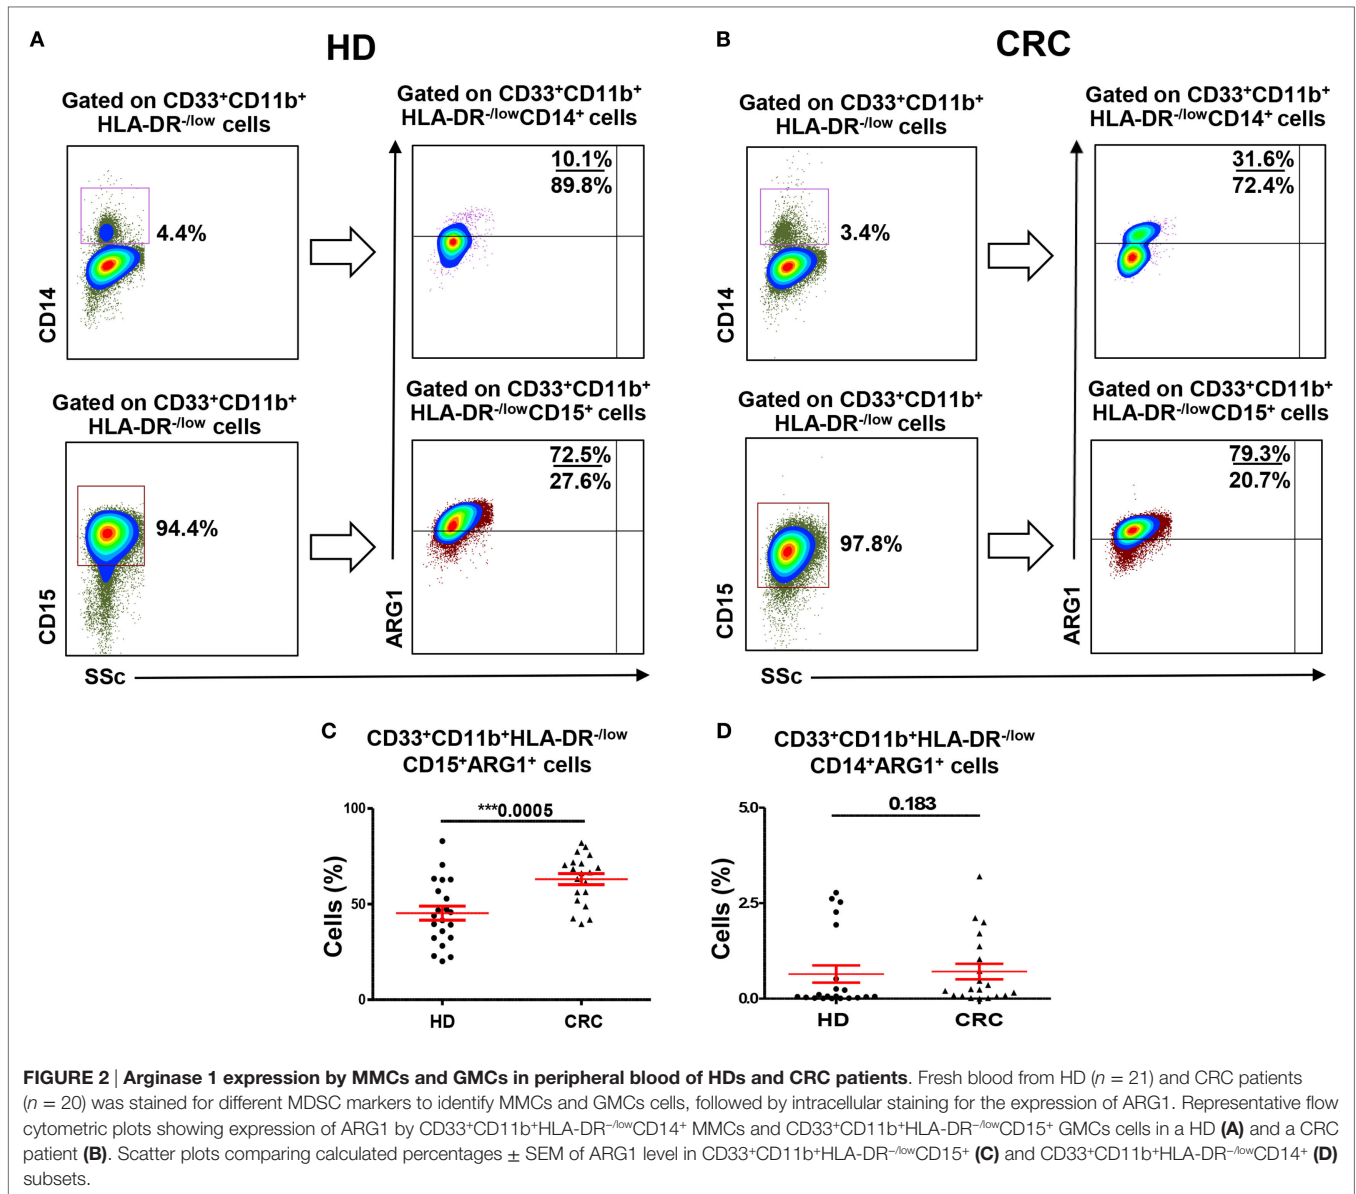 A
HD
Gated on CD33⁺CD11b⁺
HLA-DR⁻/ˡᵒʷ cells
Gated on CD33⁺CD11b⁺
HLA-DR⁻/ˡᵒʷCD14⁺ cells
CD14
4.4%
10.1%
89.8%
Gated on CD33⁺CD11b⁺
HLA-DR⁻/ˡᵒʷ cells
Gated on CD33⁺CD11b⁺
HLA-DR⁻/ˡᵒʷCD15⁺ cells
CD15
94.4%
72.5%
27.6%
ARG1
SSc
B
CRC
Gated on CD33⁺CD11b⁺
HLA-DR⁻/ˡᵒʷ cells
Gated on CD33⁺CD11b⁺
HLA-DR⁻/ˡᵒʷCD14⁺ cells
CD14
3.4%
31.6%
72.4%
Gated on CD33⁺CD11b⁺
HLA-DR⁻/ˡᵒʷ cells
Gated on CD33⁺CD11b⁺
HLA-DR⁻/ˡᵒʷCD15⁺ cells
CD15
97.8%
79.3%
20.7%
ARG1
SSc
C
CD33⁺CD11b⁺HLA-DR⁻/ˡᵒʷ
CD15⁺ARG1⁺ cells
***0.0005
100
50
0
Cells (%)
HD CRC
D
CD33⁺CD11b⁺HLA-DR⁻/ˡᵒʷ
CD14⁺ARG1⁺ cells
0.183
5.0
2.5
0.0
Cells (%)
HD CRC
FIGURE 2 | Arginase 1 expression by MMCs and GMCs in peripheral blood of HDs and CRC patients. Fresh blood from HD (n = 21) and CRC patients
(n = 20) was stained for different MDSC markers to identify MMCs and GMCs cells, followed by intracellular staining for the expression of ARG1. Representative flow
cytometric plots showing expression of ARG1 by CD33⁺CD11b⁺HLA-DR⁻/ˡᵒʷCD14⁺ MMCs and CD33⁺CD11b⁺HLA-DR⁻/ˡᵒʷCD15⁺ GMCs cells in a HD (A) and a CRC
patient (B). Scatter plots comparing calculated percentages ± SEM of ARG1 level in CD33⁺CD11b⁺HLA-DR⁻/ˡᵒʷCD15⁺ (C) and CD33⁺CD11b⁺HLA-DR⁻/ˡᵒʷCD14⁺ (D)
subsets.